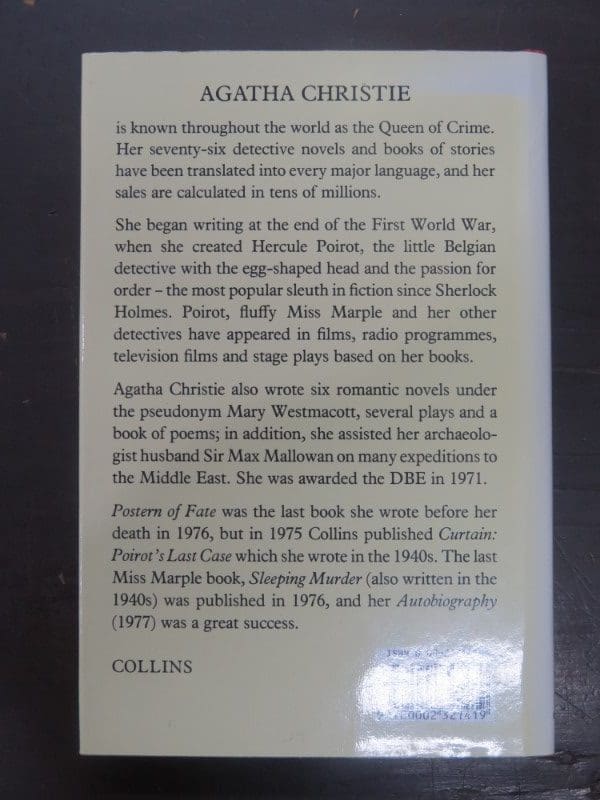 AGATHA CHRISTIE
is known throughout the world as the Queen of Crime.
Her seventy-six detective novels and books of stories
have been translated into every major language, and her
sales are calculated in tens of millions.
She began writing at the end of the First World War,
when she created Hercule Poirot, the little Belgian
detective with the egg-shaped head and the passion for
order – the most popular sleuth in fiction since Sherlock
Holmes. Poirot, fluffy Miss Marple and her other
detectives have appeared in films, radio programmes,
television films and stage plays based on her books.
Agatha Christie also wrote six romantic novels under
the pseudonym Mary Westmacott, several plays and a
book of poems; in addition, she assisted her archaeolo-
gist husband Sir Max Mallowan on many expeditions to
the Middle East. She was awarded the DBE in 1971.
Postern of Fate was the last book she wrote before her
death in 1976, but in 1975 Collins published Curtain:
Poirot's Last Case which she wrote in the 1940s. The last
Miss Marple book, Sleeping Murder (also written in the
1940s) was published in 1976, and her Autobiography
(1977) was a great success.
COLLINS
ISBN